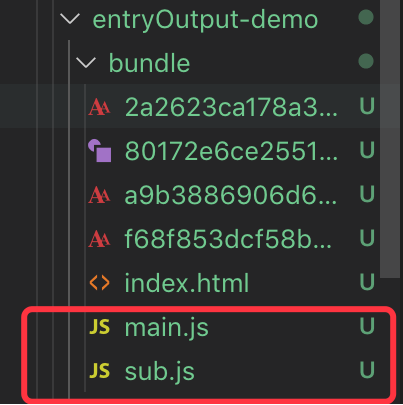 entryOutput-demo
bundle
2a2623ca178a3... U
80172e6ce2551... U
a9b3886906d6... U
f68f853dcf58b... U
<> index.html U
JS main.js U
JS sub.js U